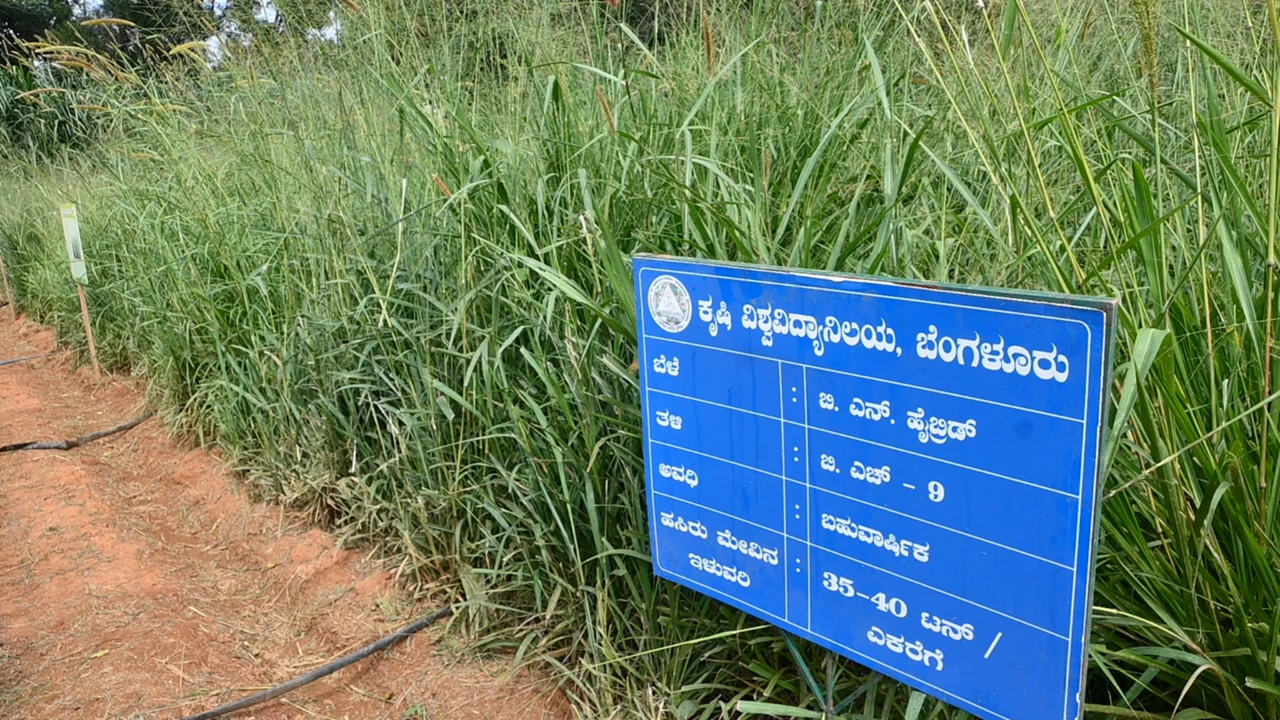 ಕೃಷಿ ವಿಶ್ವವಿದ್ಯಾನಿಲಯ, ಬೆಂಗಳೂರು
ಬೆಳೆ : ಬಿ. ಎನ್. ಹೈಬ್ರಿಡ್
ತಳಿ : ಬಿ. ಎಚ್ - 9
ಅವಧಿ : ಬಹುವಾರ್ಷಿಕ
ಹಸಿರು ಮೇವಿನ : 35-40 ಟನ್ /
ಇಳುವರಿ ಎಕರೆಗೆ